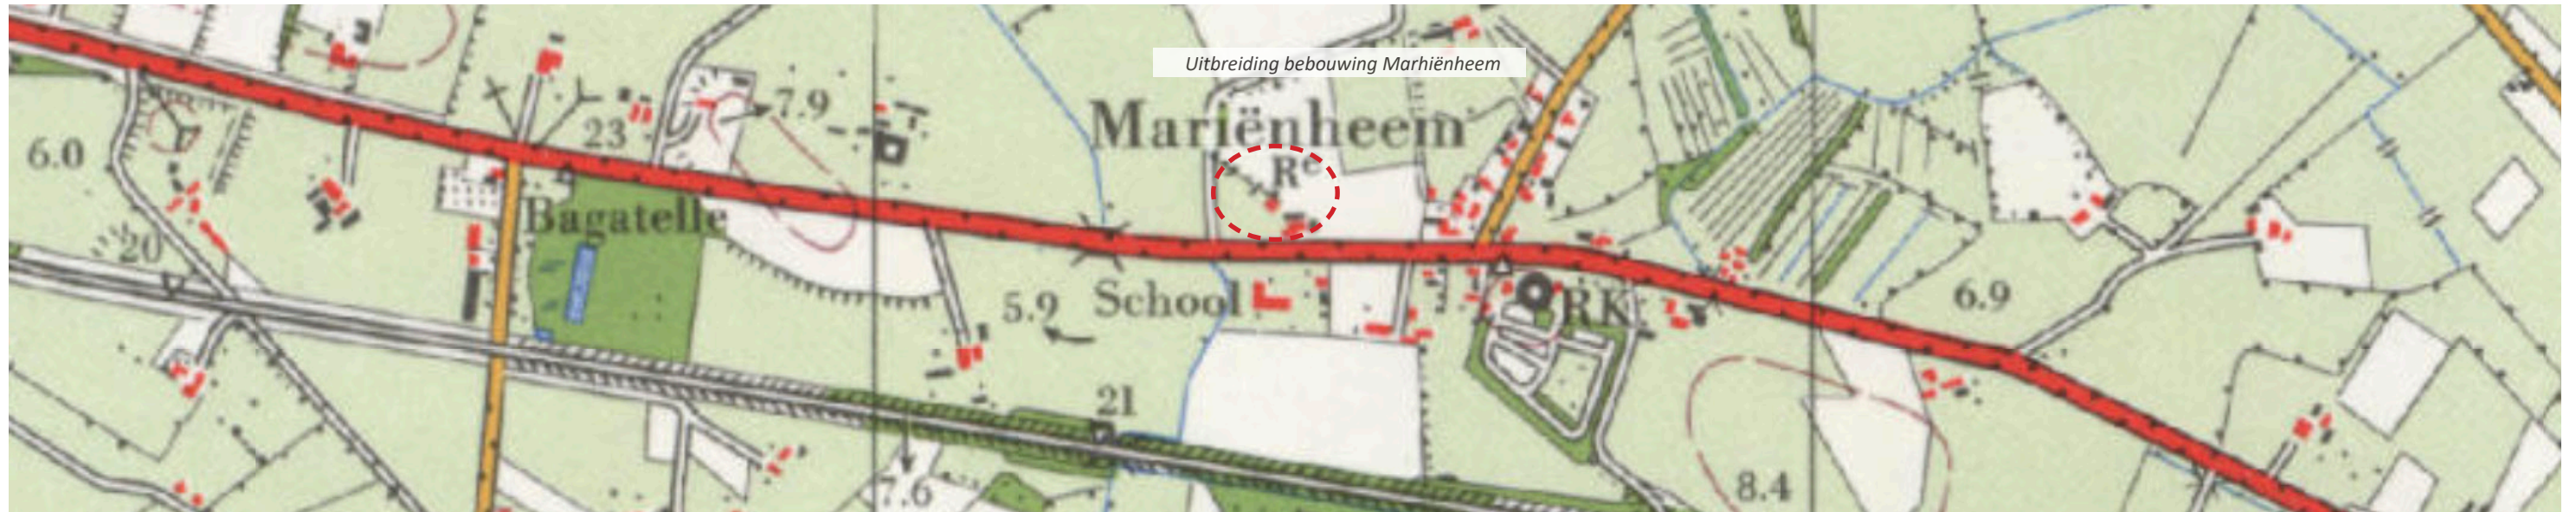 Uitbreiding bebouwing Marhiënheem
7.9
Mariënheem
23
6.0
Re
Bagatelle
20
5.9
School
RK
6.9
21
7.6
8.4